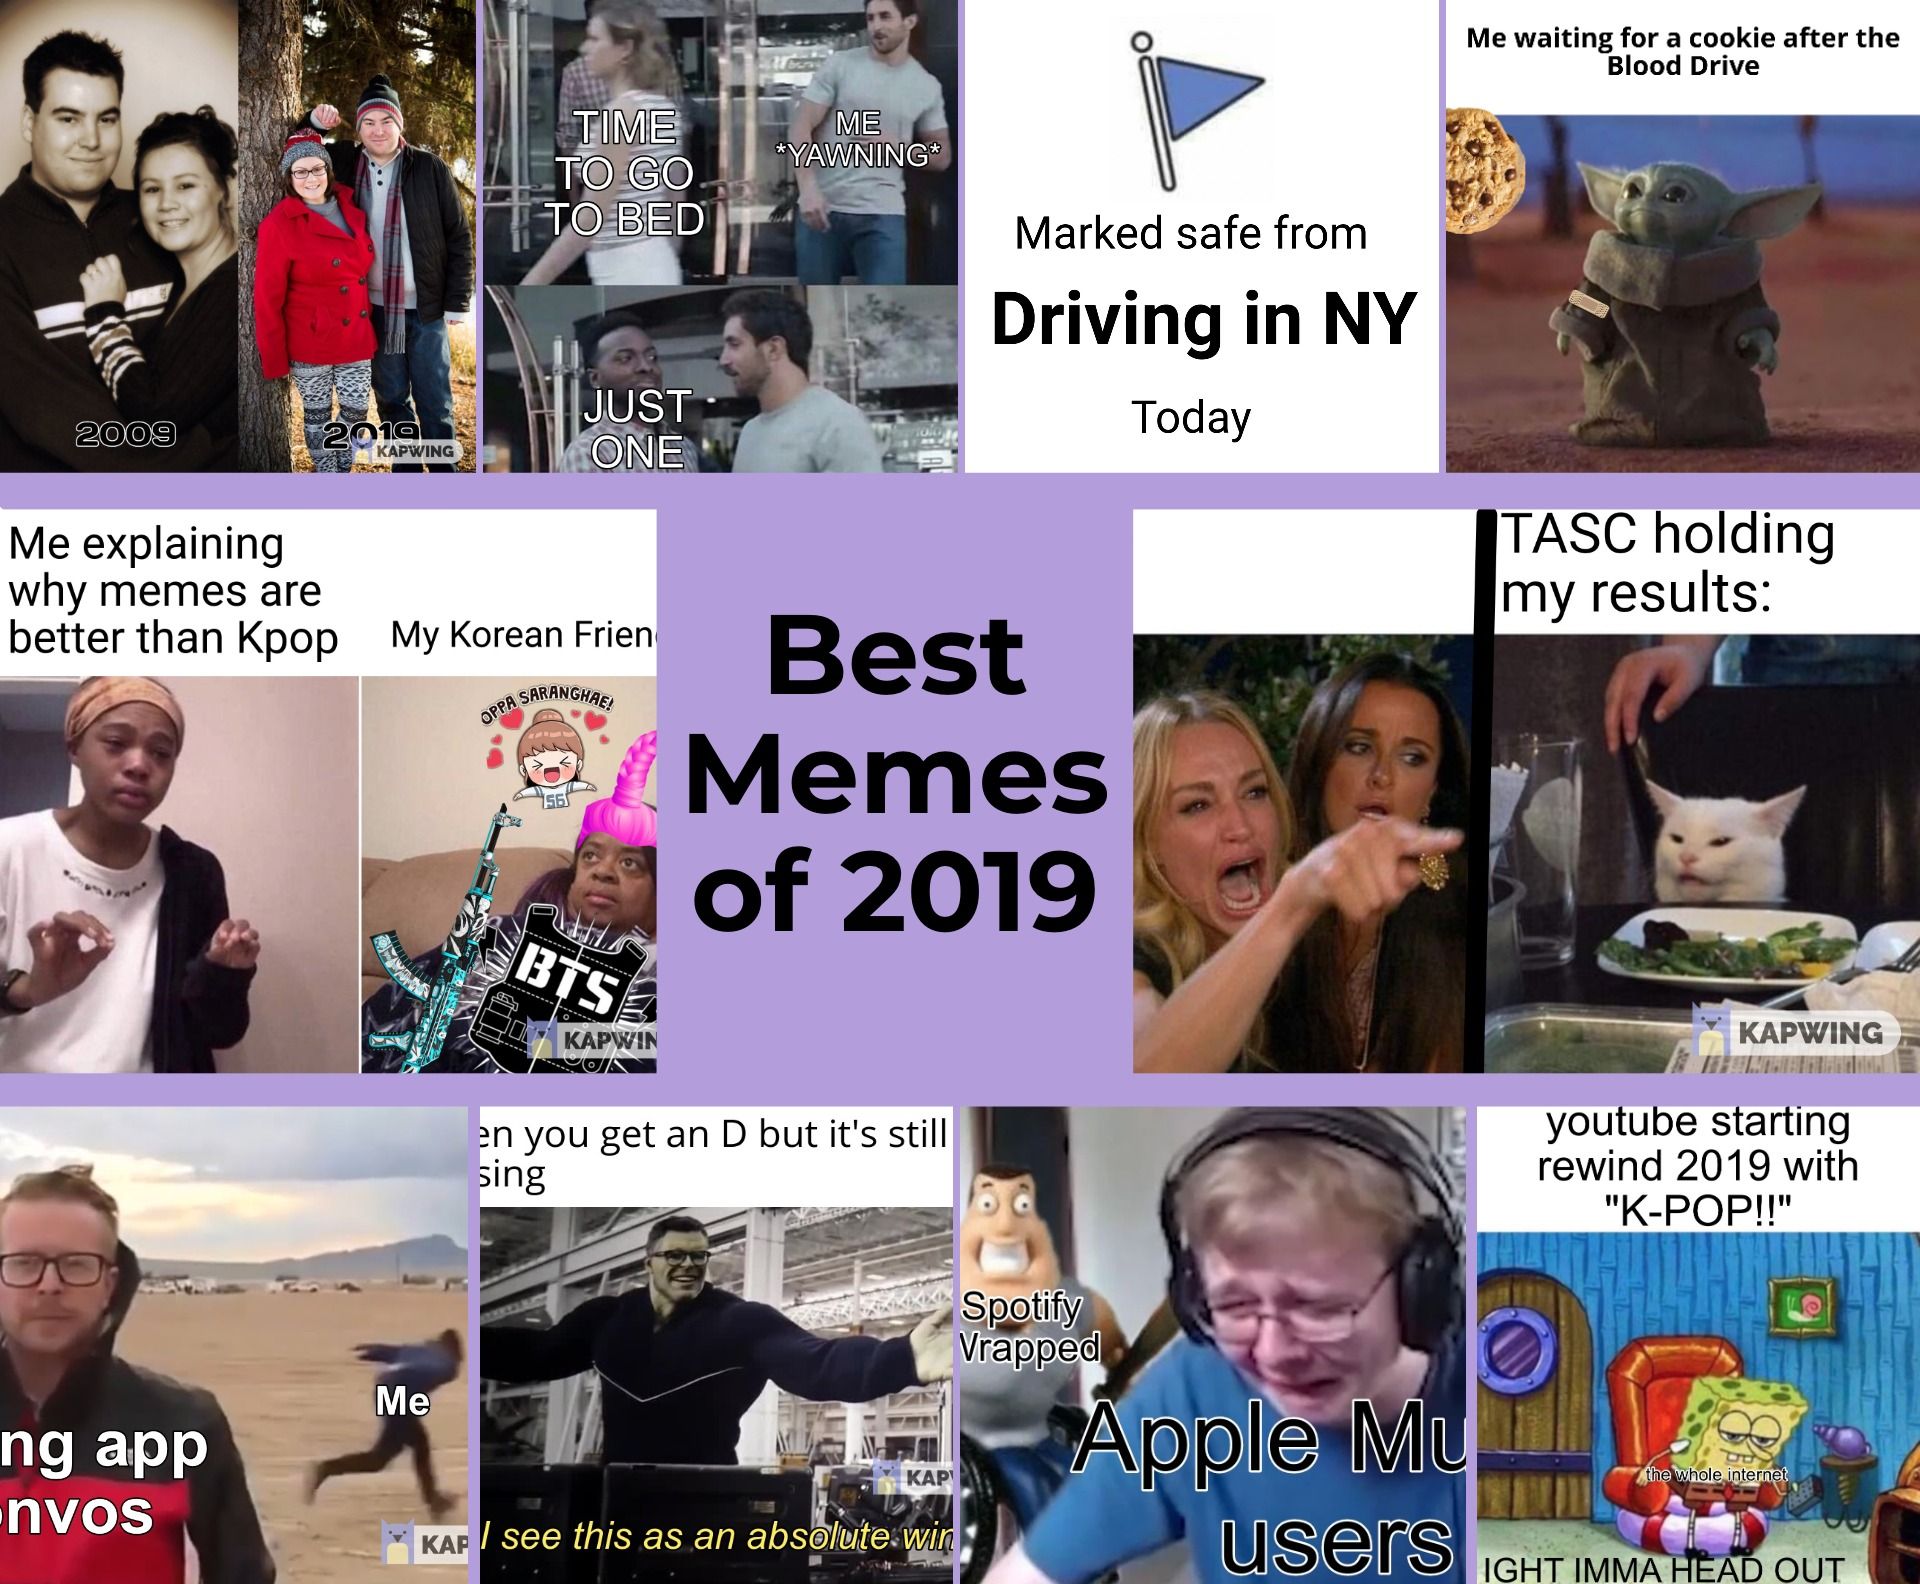 2009
2019
KAPWING
TIME
TO GO
TO BED
ME
*YAWNING*
JUST
ONE
Marked safe from
Driving in NY
Today
Me waiting for a cookie after the
Blood Drive
Me explaining
why memes are
better than Kpop
My Korean Frien
OPPA SARANGHAE!
56
BTS
KAPWIN
Best
Memes
of 2019
TASC holding
my results:
KAPWING
ng app
onvos
Me
KAP
en you get an D but it's still
sing
KAP
I see this as an absolute win
Spotify
Wrapped
Apple Mu
users
youtube starting
rewind 2019 with
"K-POP!!"
the whole internet
IGHT IMMA HEAD OUT